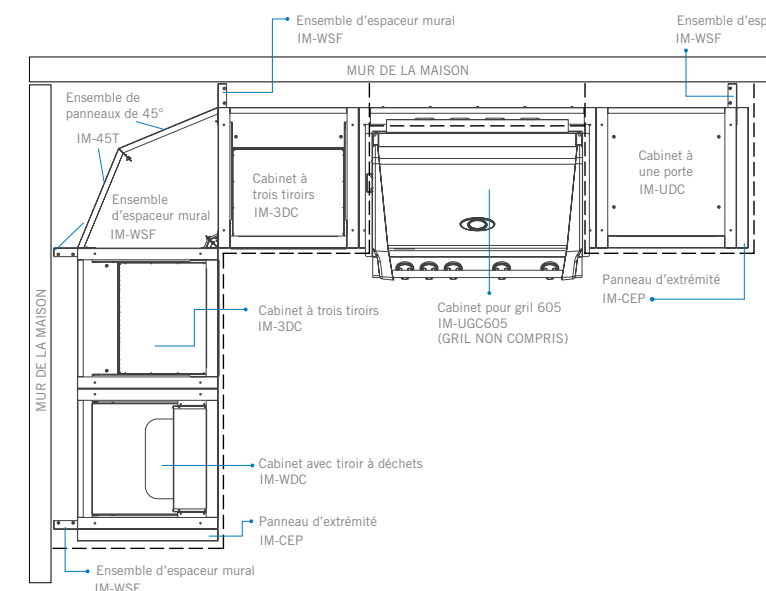 Ensemble d'espaceur mural
IM-WSF
Ensemble d'esp
IM-WSF
MUR DE LA MAISON
Ensemble de
panneaux de 45°
IM-45T
Ensemble
d'espaceur mural
IM-WSF
Cabinet à
trois tiroirs
IM-3DC
Cabinet à
une porte
IM-UDC
Panneau d'extrémité
IM-CEP
MUR DE LA MAISON
Cabinet à trois tiroirs
IM-3DC
Cabinet pour gril 605
IM-UGC605
(GRIL NON COMPRIS)
Cabinet avec tiroir à déchets
IM-WDC
Panneau d'extrémité
IM-CEP
Ensemble d'espaceur mural
IM-WSF